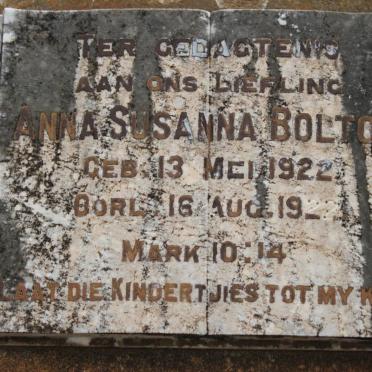 TER GEDAGTENIS
AAN ONS LIEFLING
ANNA SUSANNA BOLTO
GEB. 13 MEI 1922
OORL. 16 AUG. 19
MARK 10:14
LAAT DIE KINDERTJIES TOT MY K